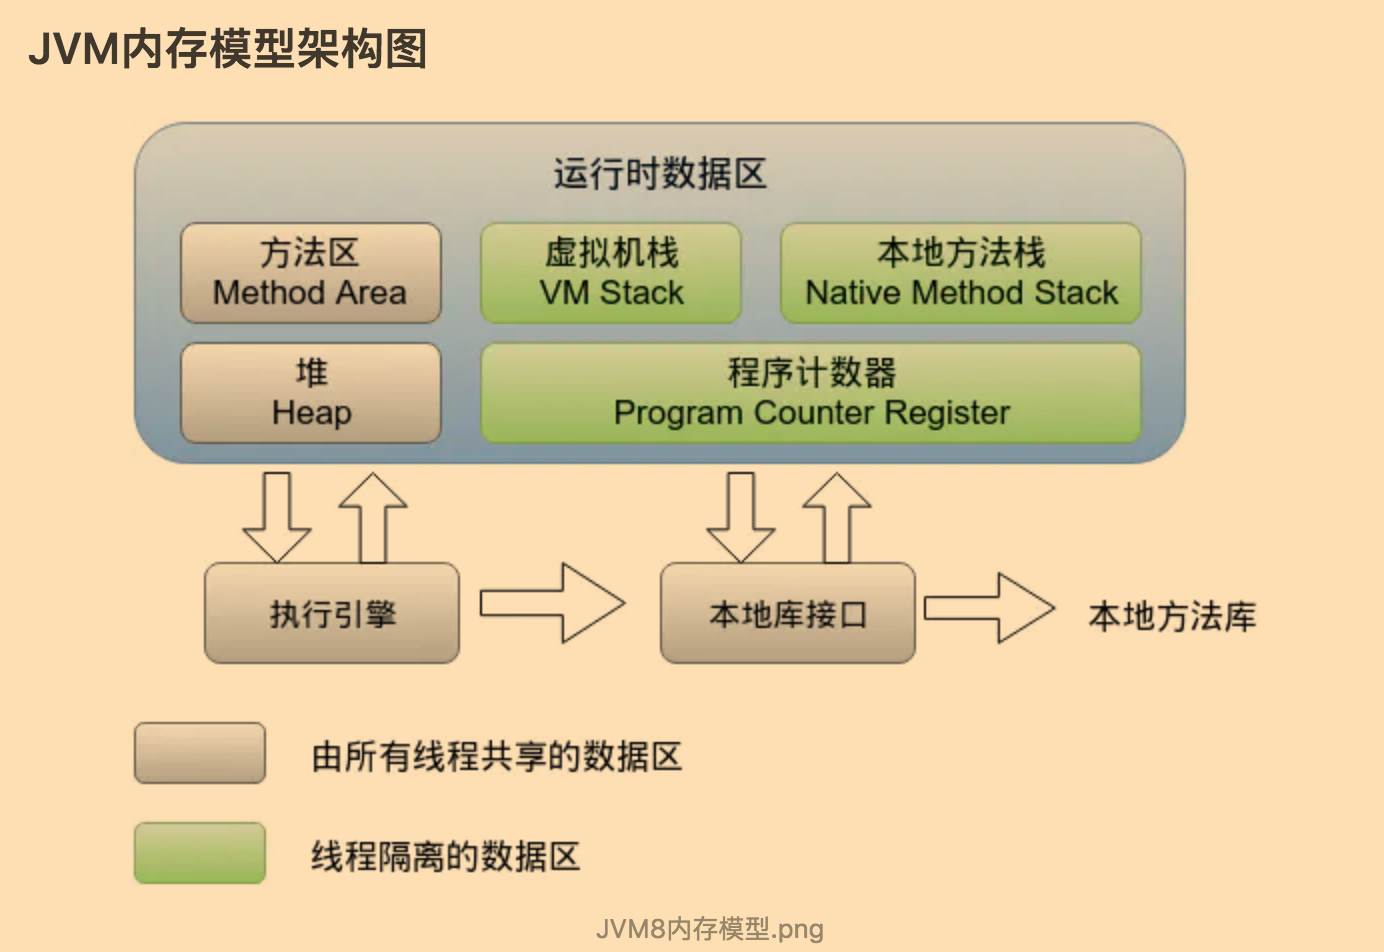 JVM内存模型架构图
运行时数据区
方法区
Method Area
虚拟机栈
VM Stack
本地方法栈
Native Method Stack
堆
Heap
程序计数器
Program Counter Register
执行引擎
本地库接口
本地方法库
由所有线程共享的数据区
线程隔离的数据区
JVM8内存模型.png